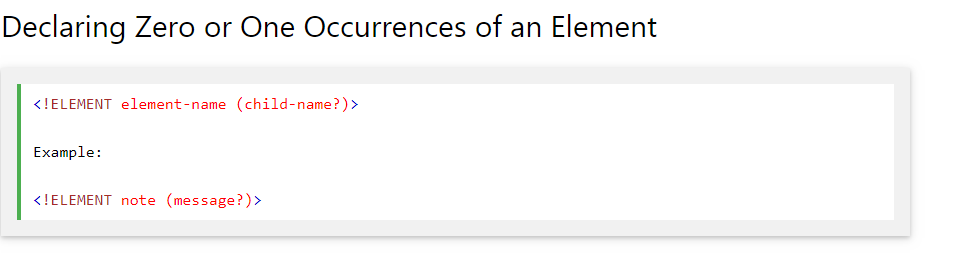 Declaring Zero or One Occurrences of an Element
<!ELEMENT element-name (child-name?)>
Example:
<!ELEMENT note (message?)>